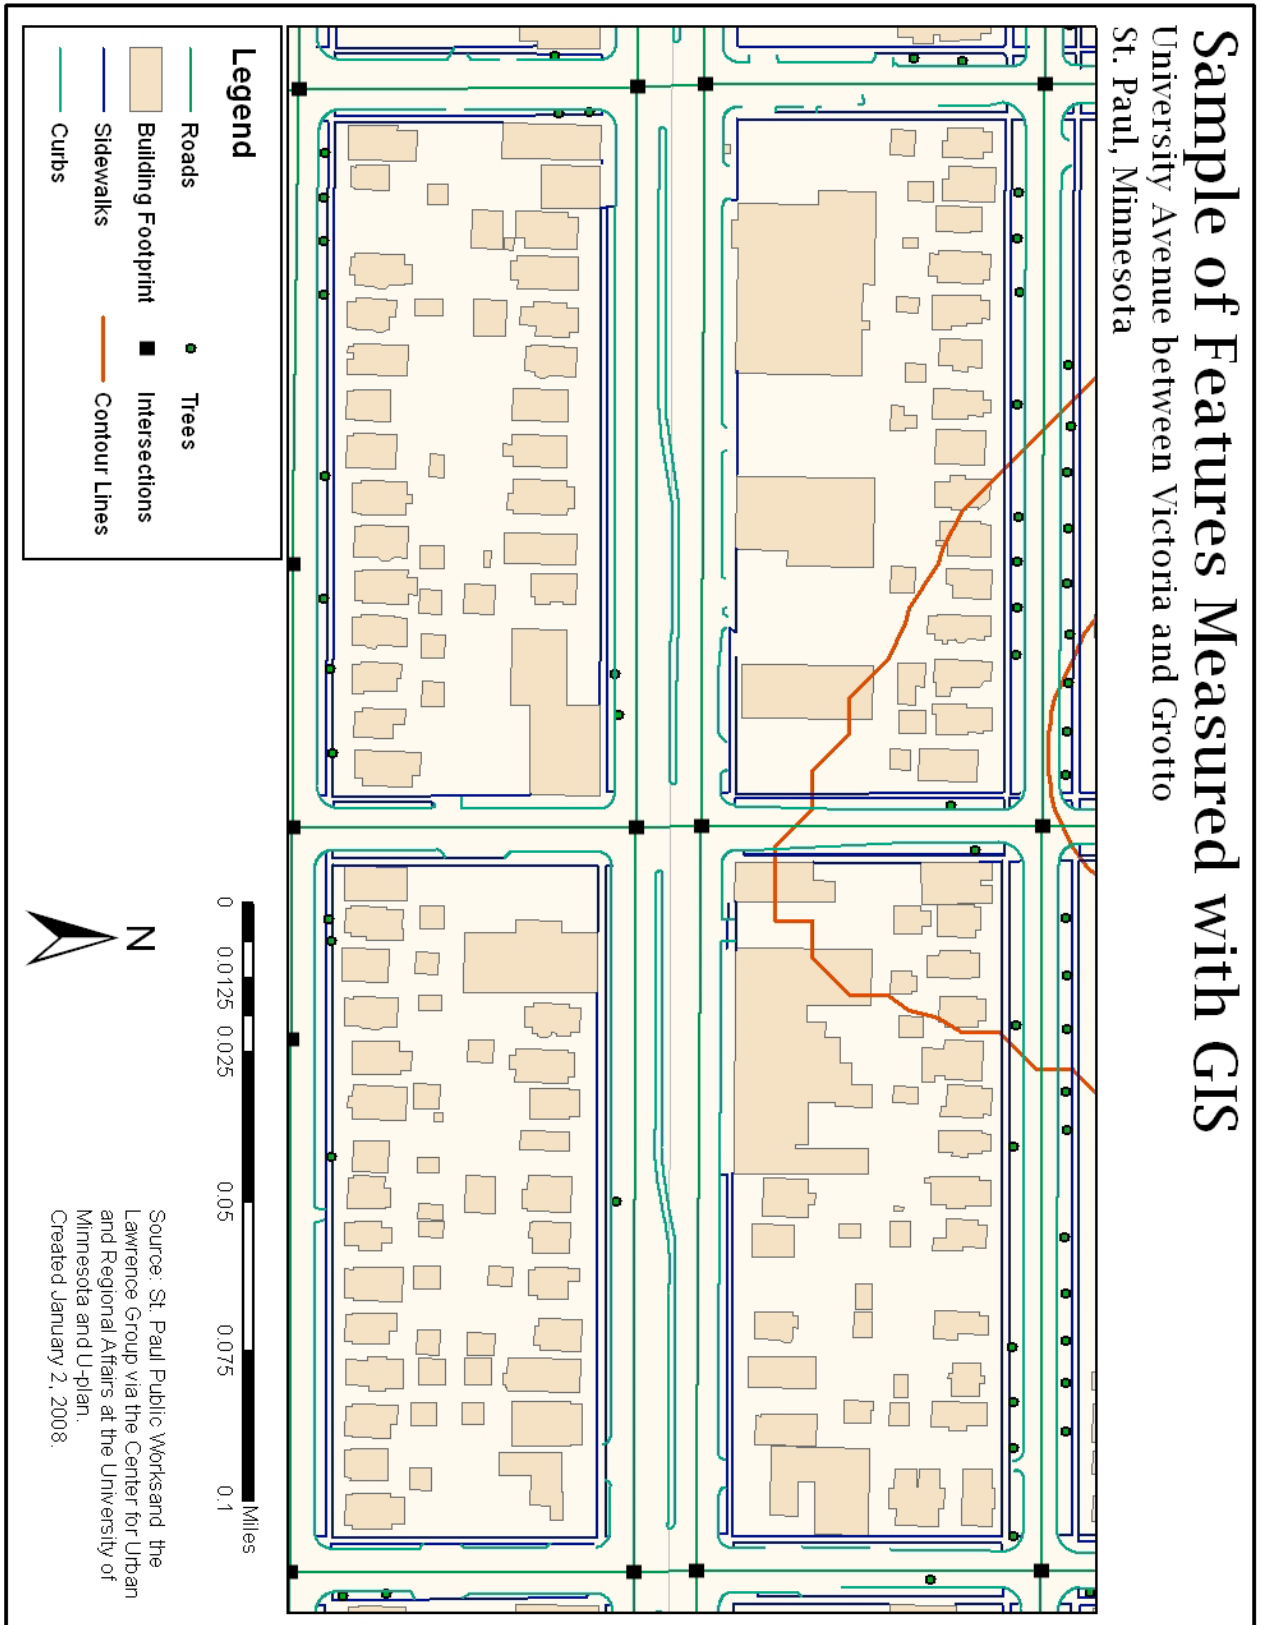 Sample of Features Measured with GIS
University Avenue between Victoria and Grotto
St. Paul, Minnesota
Legend
Roads
Trees
Building Footprint
Intersections
Sidewalks
Contour Lines
Curbs
N
0 0.0125 0.025 0.05 0.075 0.1
Miles
Source: St. Paul Public Worksand the
Lawrence Group via the Center for Urban
and Regional Affairs at the University of
Minnesota and U-plan.
Created January 2, 2008.